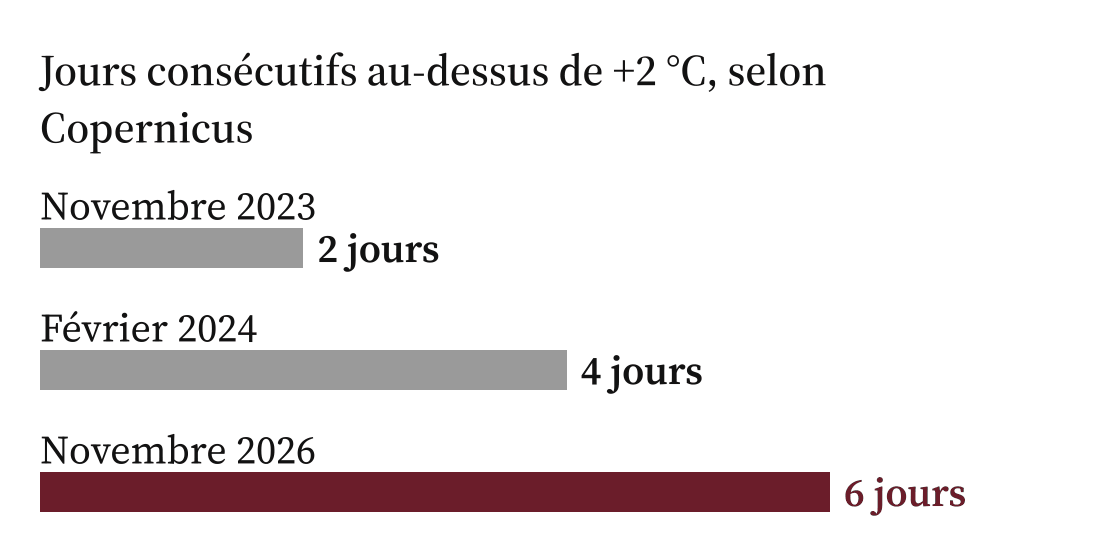 Jours consécutifs au-dessus de +2 °C, selon
Copernicus
Novembre 2023
2 jours
Février 2024
4 jours
Novembre 2026
6 jours